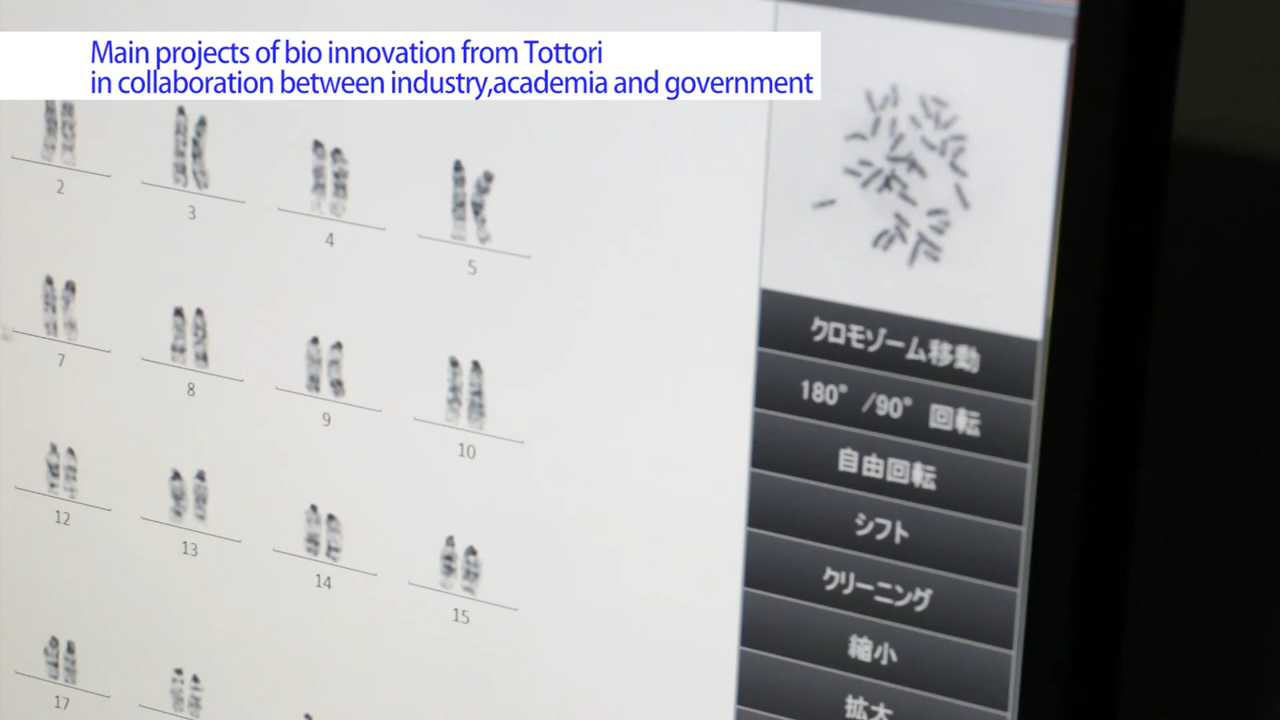 Main projects of bio innovation from Tottori
in collaboration between industry,academia and government
2
3
4
5
7
8
9
10
12
13
14
15
17
クロモゾーム移動
180° /90° 回転
自由回転
シフト
クリーニング
縮小
拡大